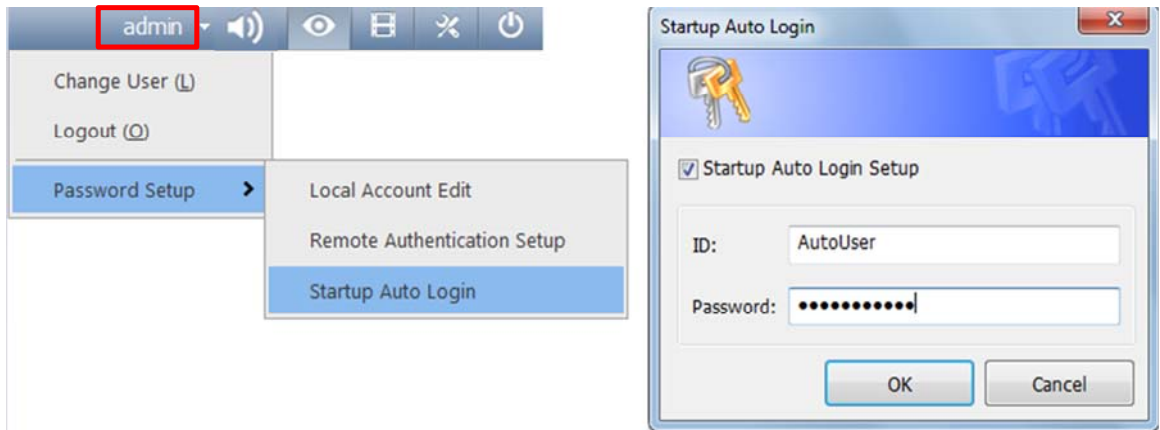 admin
Change User (L)
Logout (O)
Password Setup
Local Account Edit
Remote Authentication Setup
Startup Auto Login
Startup Auto Login
Startup Auto Login Setup
ID: AutoUser
Password: •••••••••••
OK Cancel